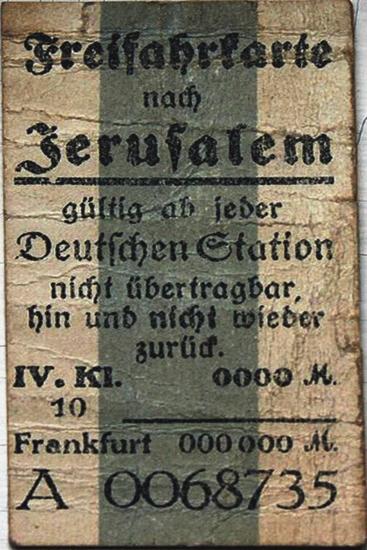 Freifahrkarte
nach
Jerusalem
gültig ab jeder
Deutschen Station
nicht übertragbar,
hin und nicht wieder
zurück.
IV. Kl. 0000 M.
10
Frankfurt 000 000 M.
A 0068735